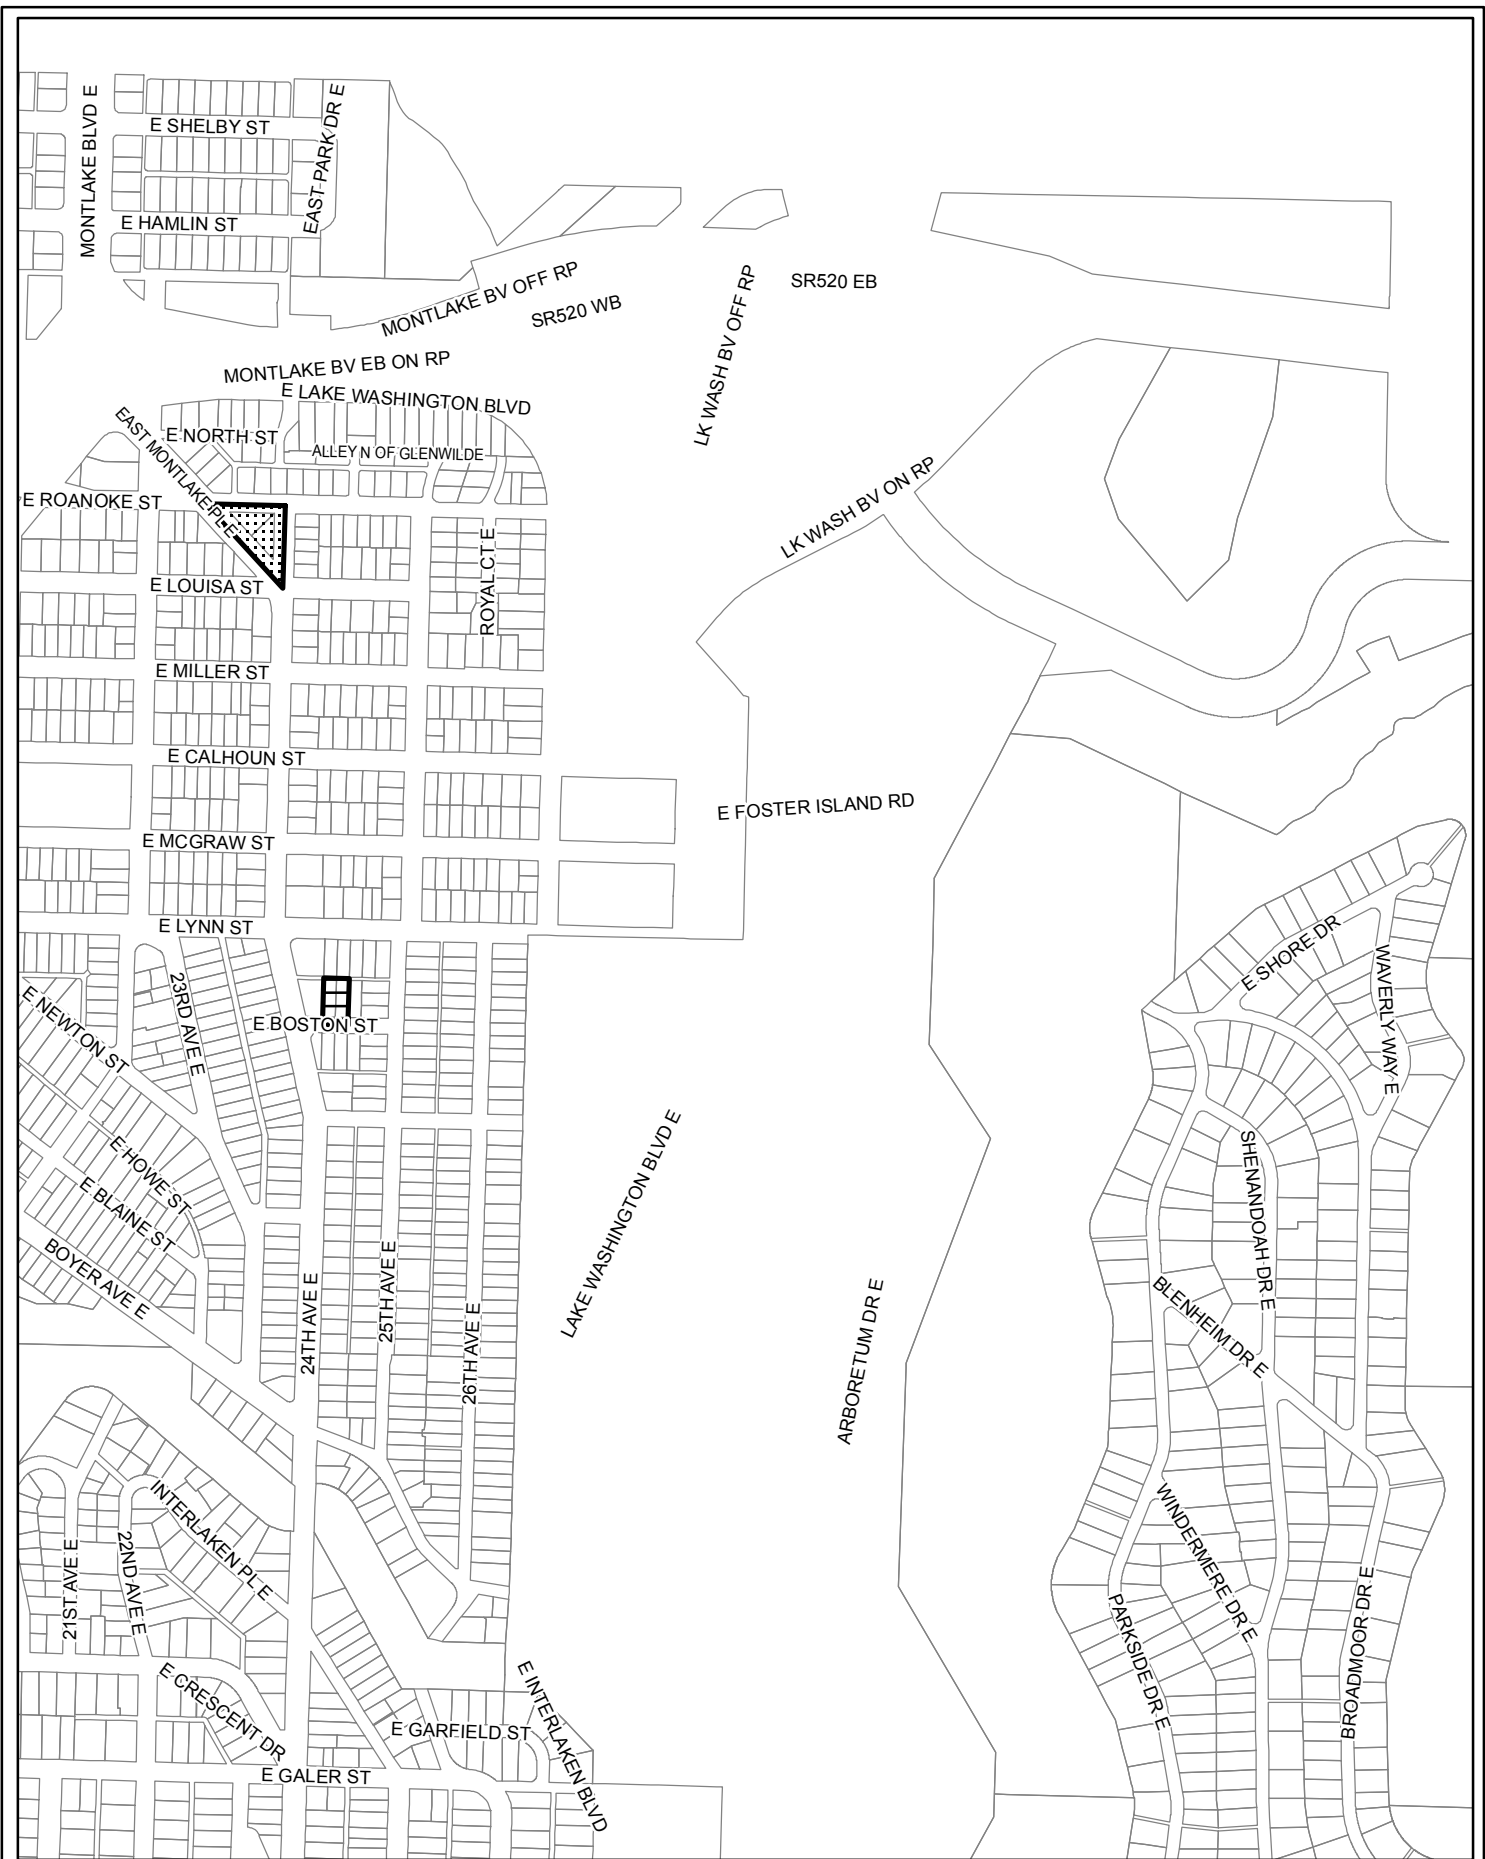 MONTLAKE BLVD E
E SHELBY ST
EAST PARK DR E
E HAMLIN ST
MONTLAKE BV OFF RP
SR520 WB
LK WASH BV OFF RP
SR520 EB
MONTLAKE BV EB ON RP
E LAKE WASHINGTON BLVD
EAST MONTLAKE PL E
E NORTH ST
ALLEY N OF GLENWILDE
E ROANOKE ST
LK WASH BV ON RP
ROYAL CT E
E LOUISA ST
E MILLER ST
E CALHOUN ST
E FOSTER ISLAND RD
E MCGRAW ST
E LYNN ST
E SHORE DR
WAVERLY WAY E
23RD AVE E
E NEWTON ST
E BOSTON ST
E HOWE ST
E BLAINE ST
BOYER AVE E
LAKE WASHINGTON BLVD E
SHENANDOAH DR E
24TH AVE E
25TH AVE E
26TH AVE E
ARBORETUM DR E
BLENHEIM DR E
INTERLAKEN PL E
21ST AVE E
22ND AVE E
WINDERMERE DR E
PARKSIDE DR E
BROADMOOR DR E
E CRESCENT DR
E GARFIELD ST
E INTERLAKEN BLVD
E GALER ST